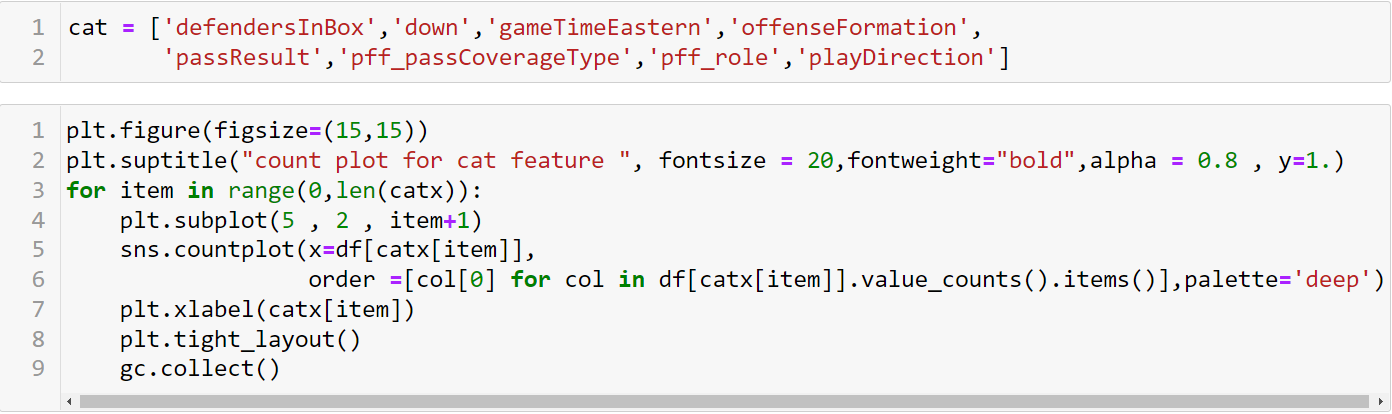 1 cat = ['defendersInBox','down','gameTimeEastern','offenseFormation',
2        'passResult','pff_passCoverageType','pff_role','playDirection']
1 plt.figure(figsize=(15,15))
2 plt.suptitle("count plot for cat feature ", fontsize = 20,fontweight="bold",alpha = 0.8 , y=1.)
3 for item in range(0,len(catx)):
4     plt.subplot(5 , 2 , item+1)
5     sns.countplot(x=df[catx[item]],
6                   order =[col[0] for col in df[catx[item]].value_counts().items()],palette='deep')
7     plt.xlabel(catx[item])
8     plt.tight_layout()
9     gc.collect()